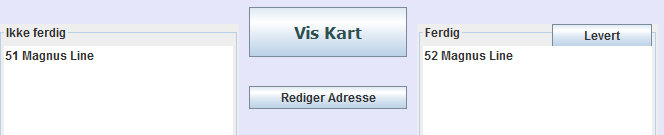 Ikke ferdig
51 Magnus Line
Vis Kart
Rediger Adresse
Ferdig
Levert
52 Magnus Line